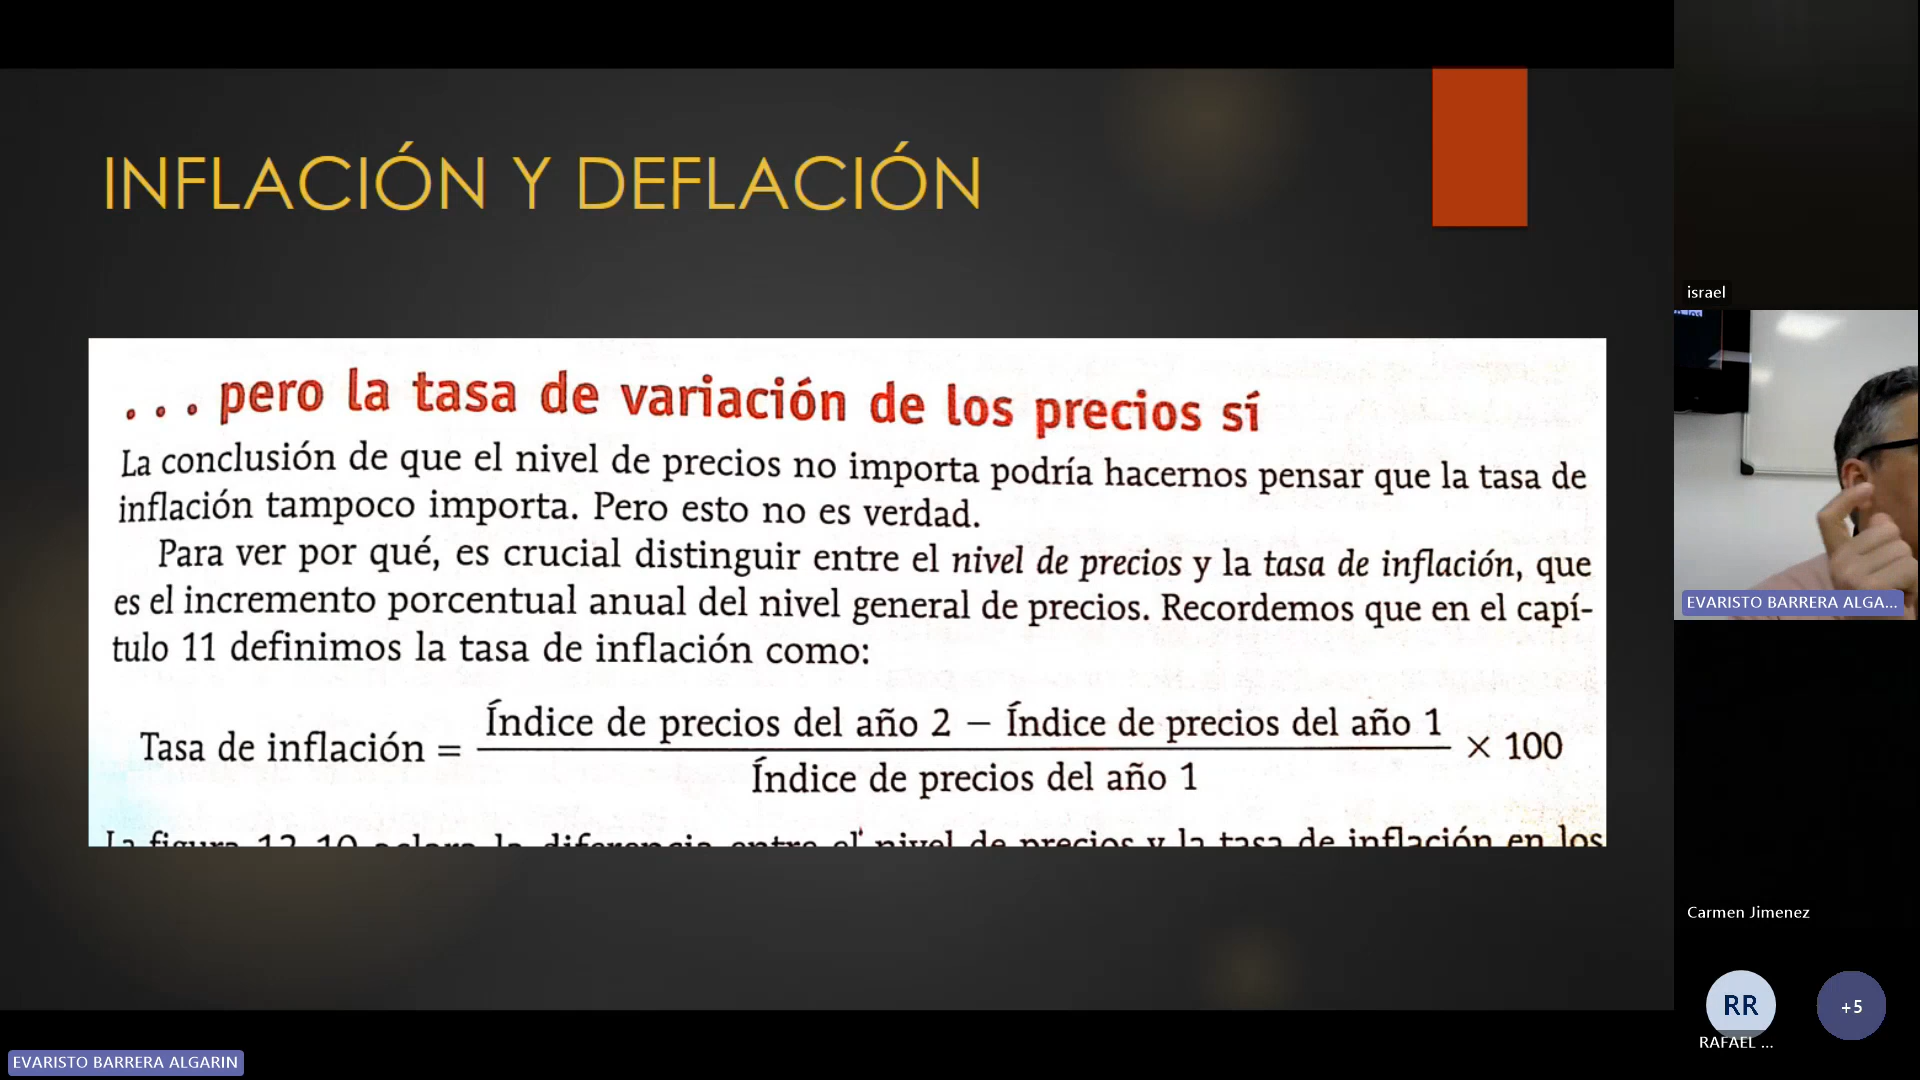 INFLACIÓN Y DEFLACIÓN
. . . pero la tasa de variación de los precios sí
La conclusión de que el nivel de precios no importa podría hacernos pensar que la tasa de
inflación tampoco importa. Pero esto no es verdad.
Para ver por qué, es crucial distinguir entre el nivel de precios y la tasa de inflación, que
es el incremento porcentual anual del nivel general de precios. Recordemos que en el capí-
tulo 11 definimos la tasa de inflación como:
Índice de precios del año 2 − Índice de precios del año 1
Tasa de inflación = × 100
Índice de precios del año 1
La figura 12-10 aclara la diferencia entre el nivel de precios y la tasa de inflación en los
israel
EVARISTO BARRERA ALGA...
Carmen Jimenez
RR
+5
RAFAEL ...
EVARISTO BARRERA ALGARIN